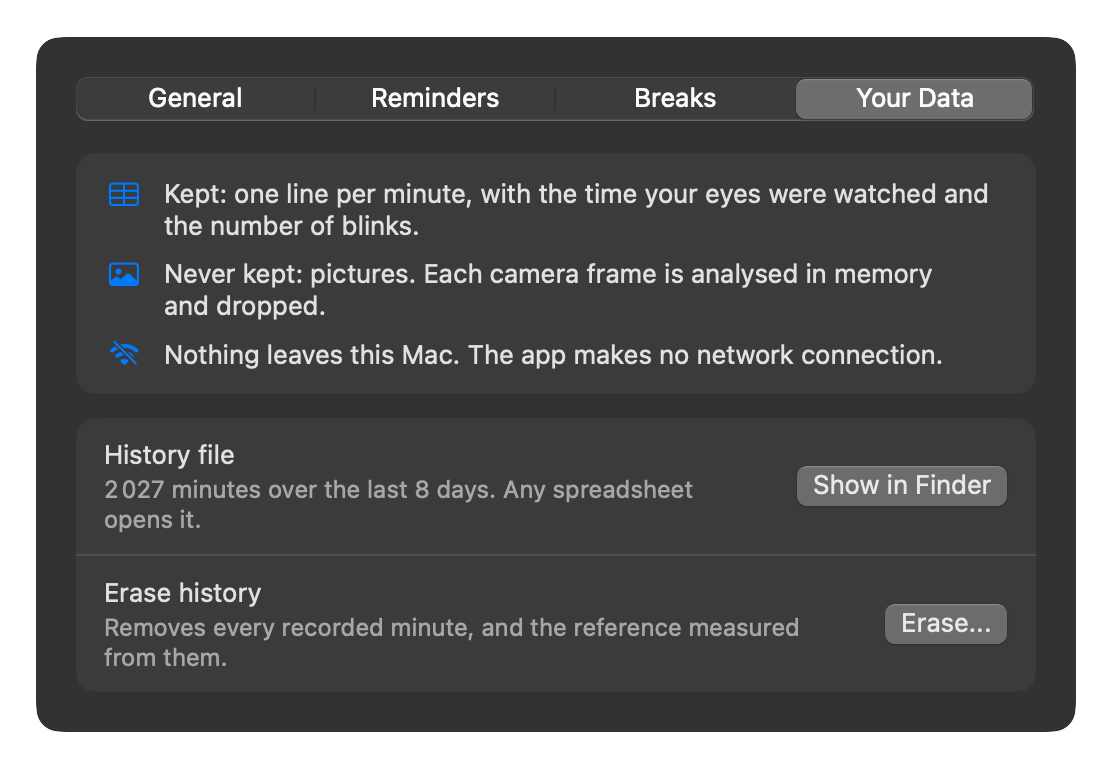 General
Reminders
Breaks
Your Data
Kept: one line per minute, with the time your eyes were watched and
the number of blinks.
Never kept: pictures. Each camera frame is analysed in memory
and dropped.
Nothing leaves this Mac. The app makes no network connection.
History file
2 027 minutes over the last 8 days. Any spreadsheet
opens it.
Show in Finder
Erase history
Removes every recorded minute, and the reference measured
from them.
Erase...